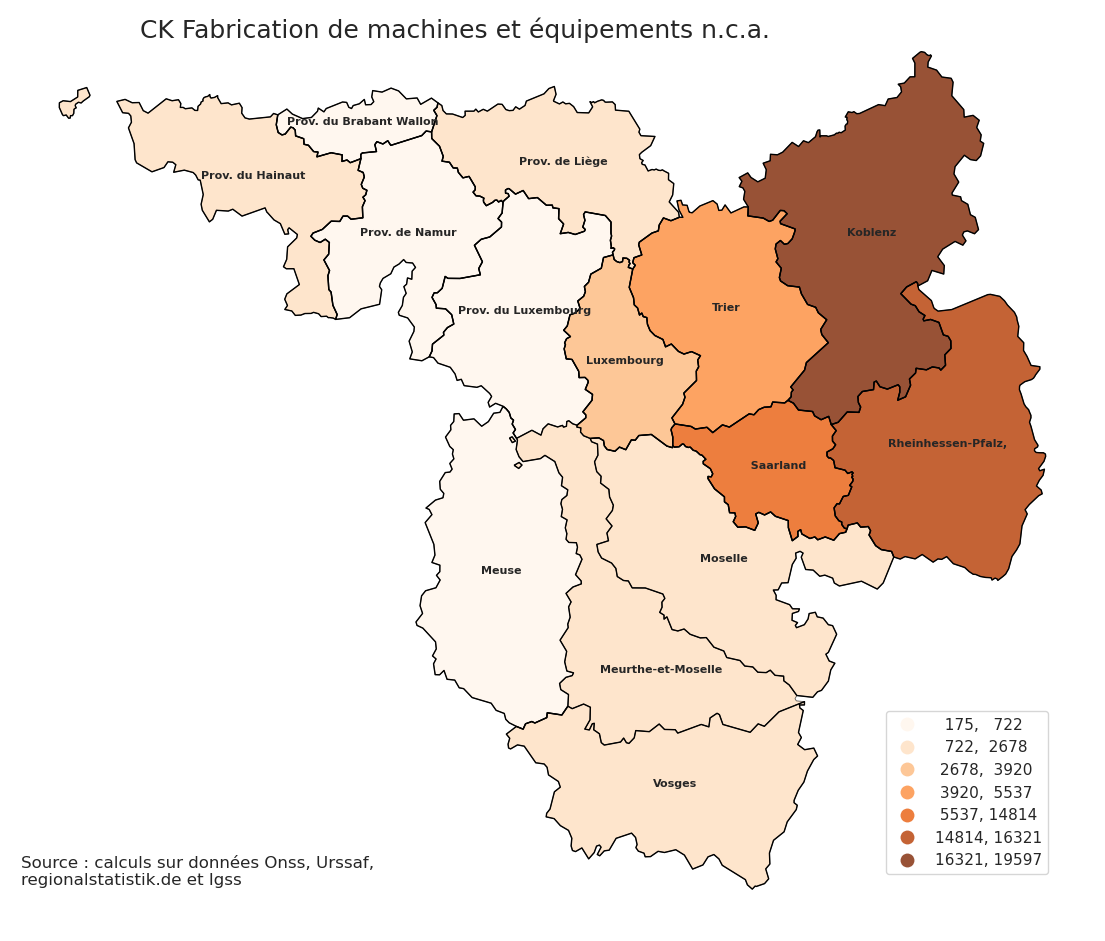 CK Fabrication de machines et équipements n.c.a.
Prov. du Brabant Wallon
Prov. de Liège
Prov. du Hainaut
Prov. de Namur
Koblenz
Trier
Prov. du Luxembourg
Luxembourg
Rheinhessen-Pfalz,
Saarland
Moselle
Meuse
Meurthe-et-Moselle
Vosges
175, 722
722, 2678
2678, 3920
3920, 5537
5537, 14814
14814, 16321
16321, 19597
Source : calculs sur données Onss, Urssaf,
regionalstatistik.de et Igss